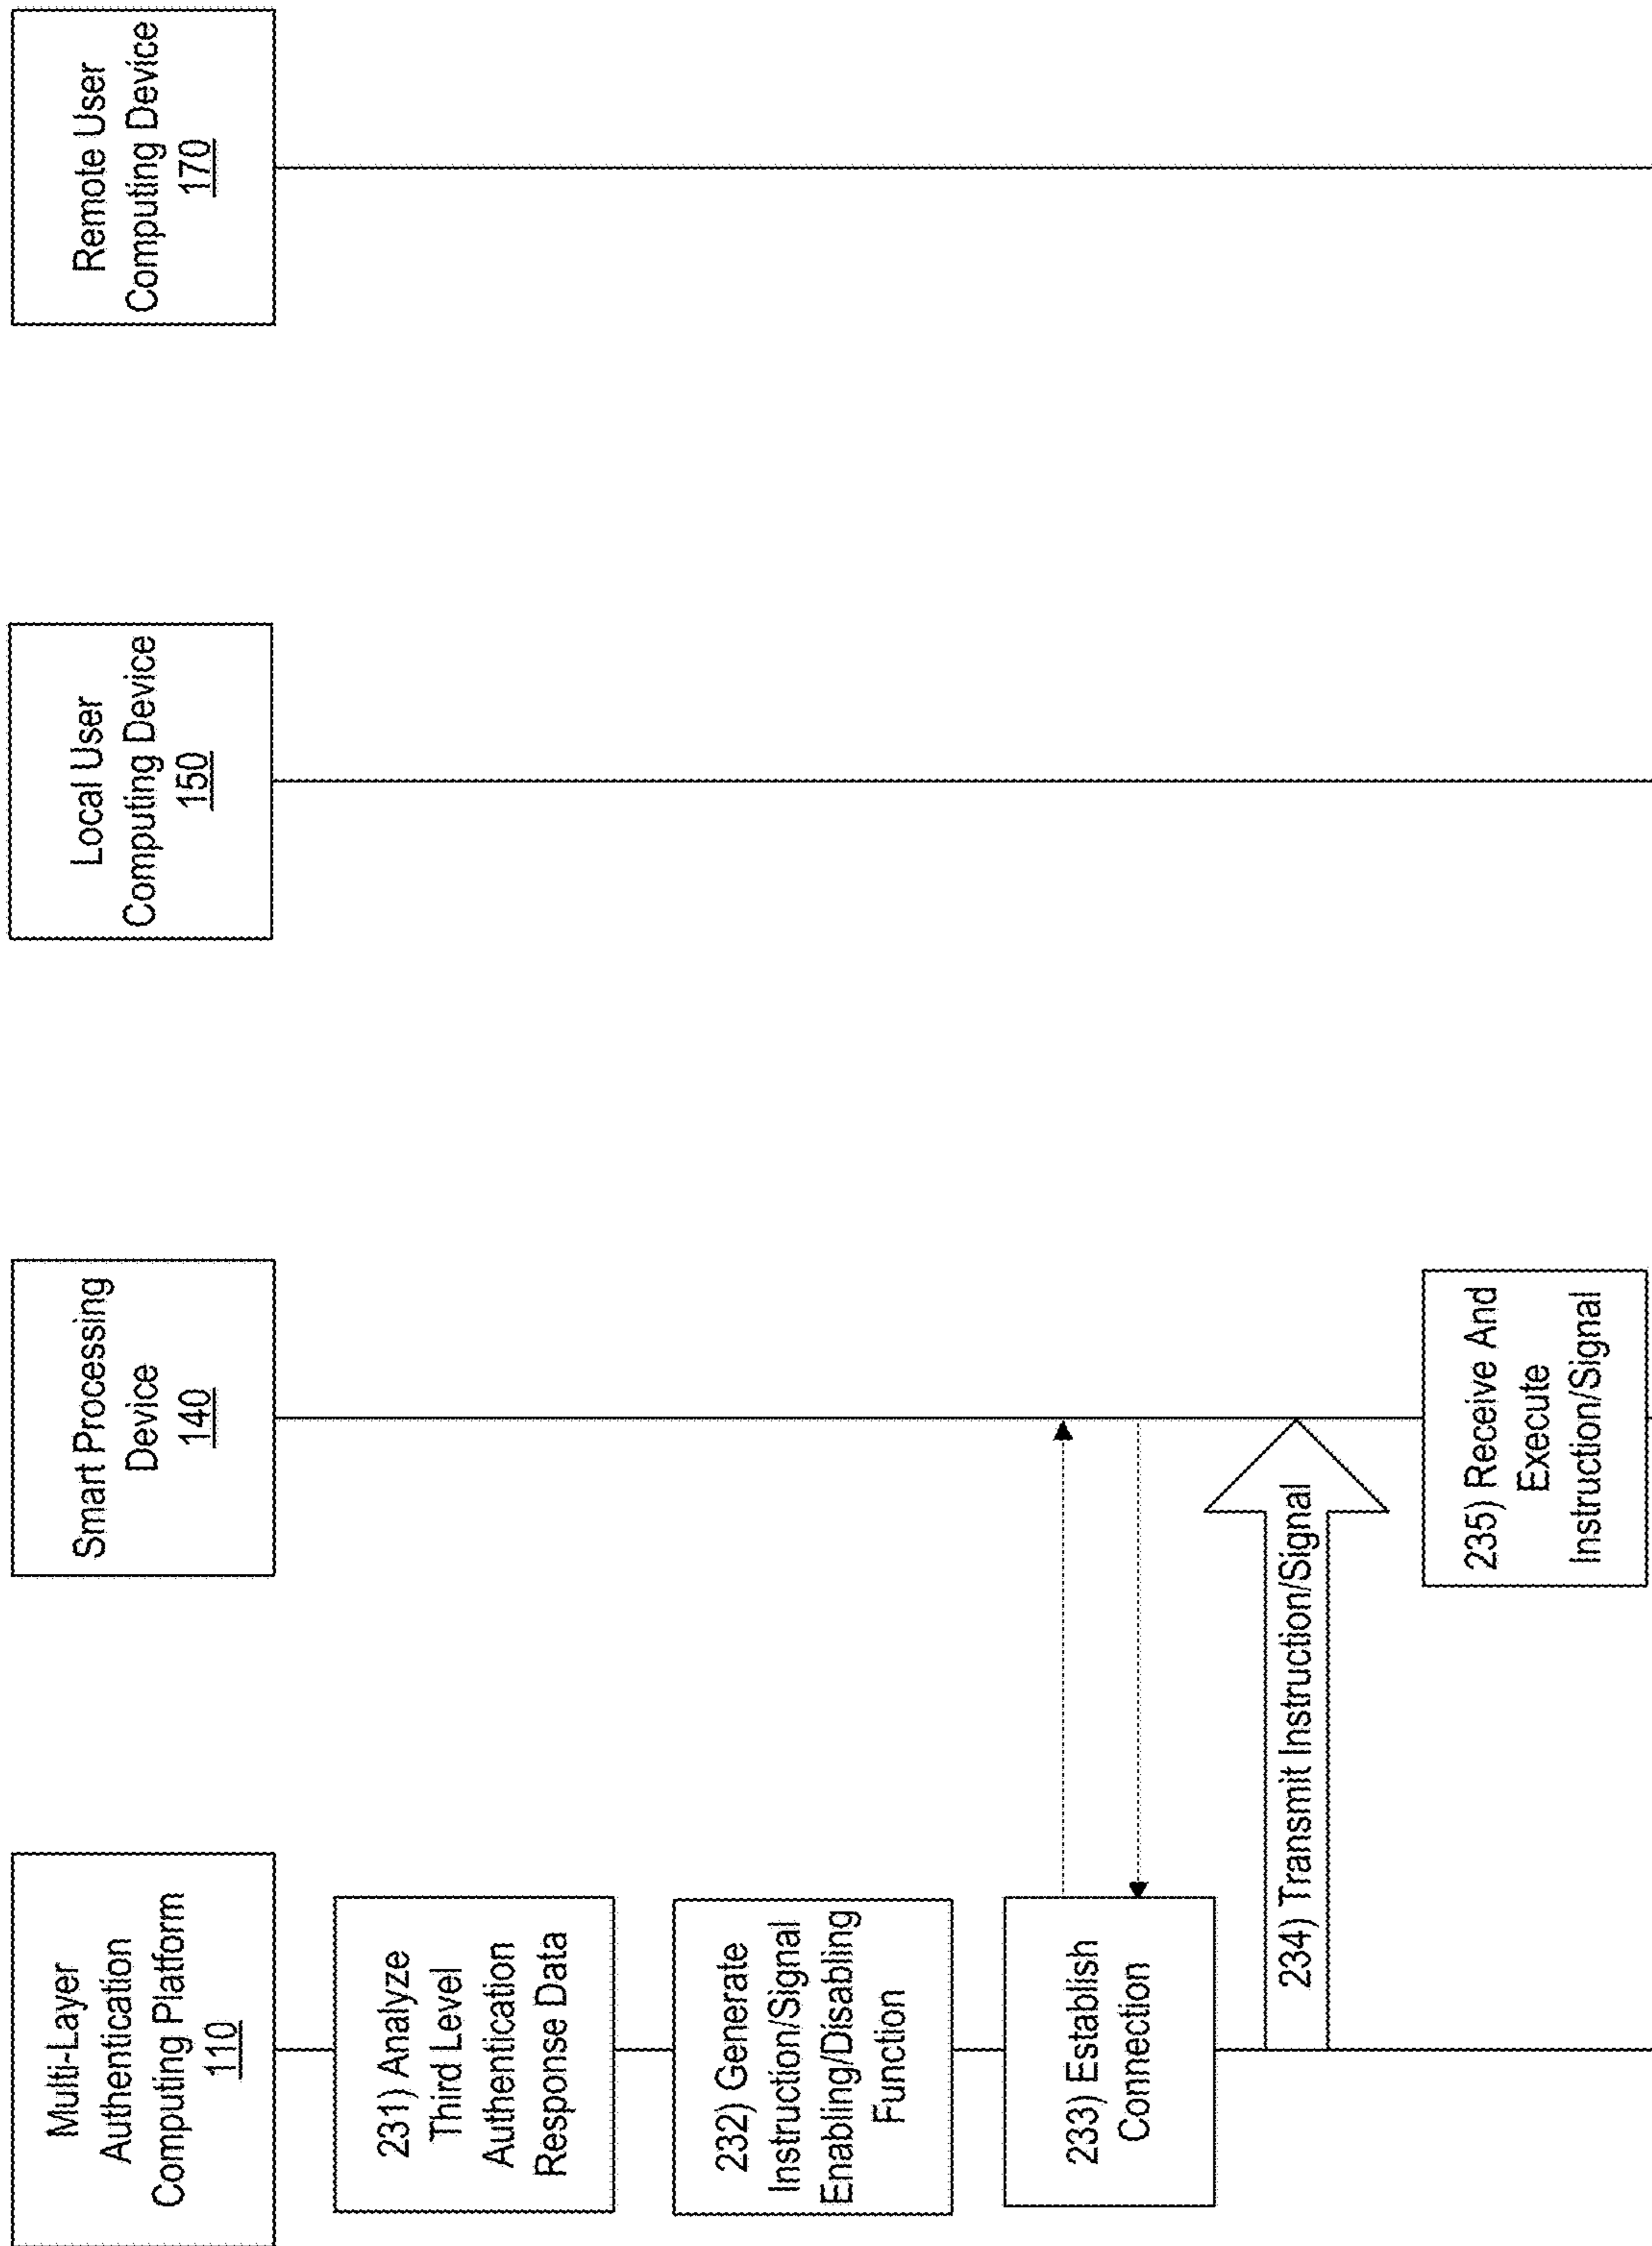 Multi-Layer
Authentication
Computing Platform
110
Smart Processing
Device
140
Local User
Computing Device
150
Remote User
Computing Device
170
231) Analyze
Third Level
Authentication
Response Data
232) Generate
Instruction/Signal
Enabling/Disabling
Function
233) Establish
Connection
234) Transmit Instruction/Signal
235) Receive And
Execute
Instruction/Signal